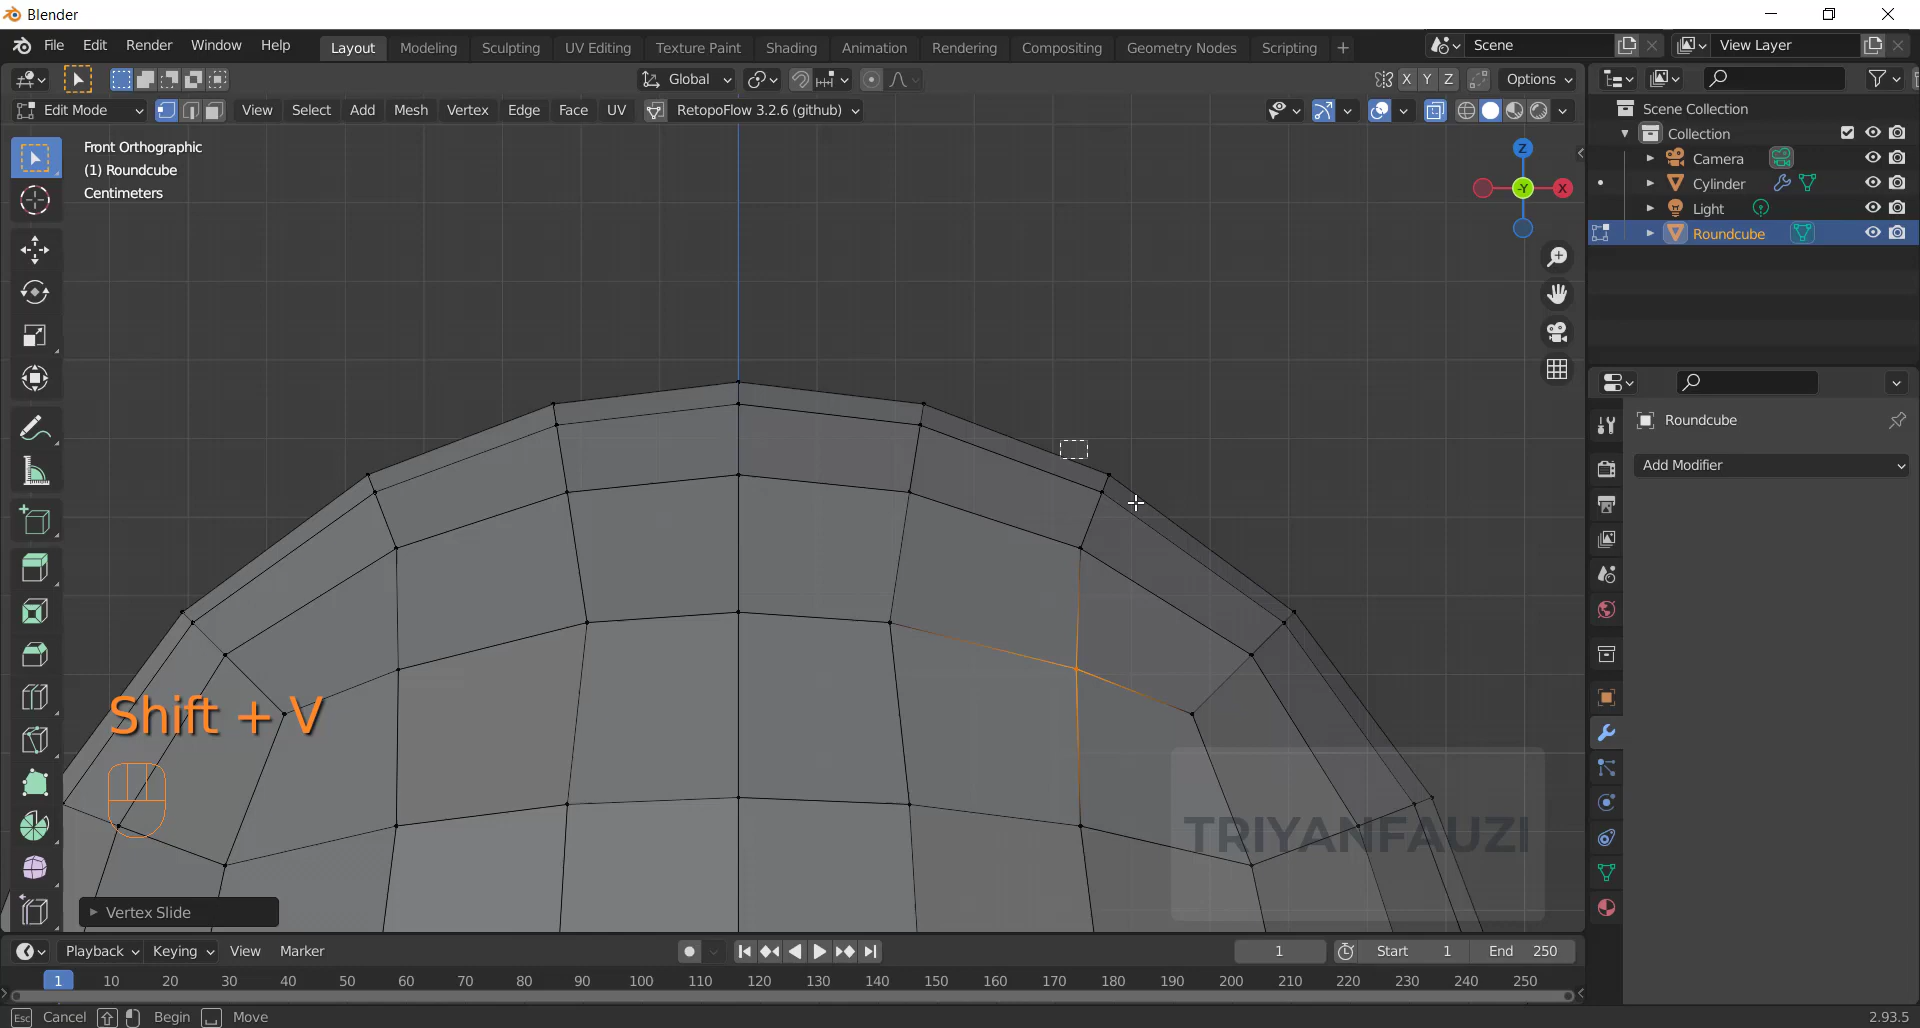 Blender
File Edit Render Window Help Layout Modeling Sculpting UV Editing Texture Paint Shading Animation Rendering Compositing Geometry Nodes Scripting + Scene View Layer
Global X Y Z Options
Edit Mode View Select Add Mesh Vertex Edge Face UV RetopoFlow 3.2.6 (github)
Scene Collection
Collection
Camera
Cylinder
Light
Roundcube
Front Orthographic
(1) Roundcube
Centimeters
Z
-Y X
Roundcube
Add Modifier
Shift + V
TRIYANFAUZI
Vertex Slide
Playback Keying View Marker 1 Start 1 End 250
1 10 20 30 40 50 60 70 80 90 100 110 120 130 140 150 160 170 180 190 200 210 220 230 240 250
Esc Cancel Begin Move 2.93.5